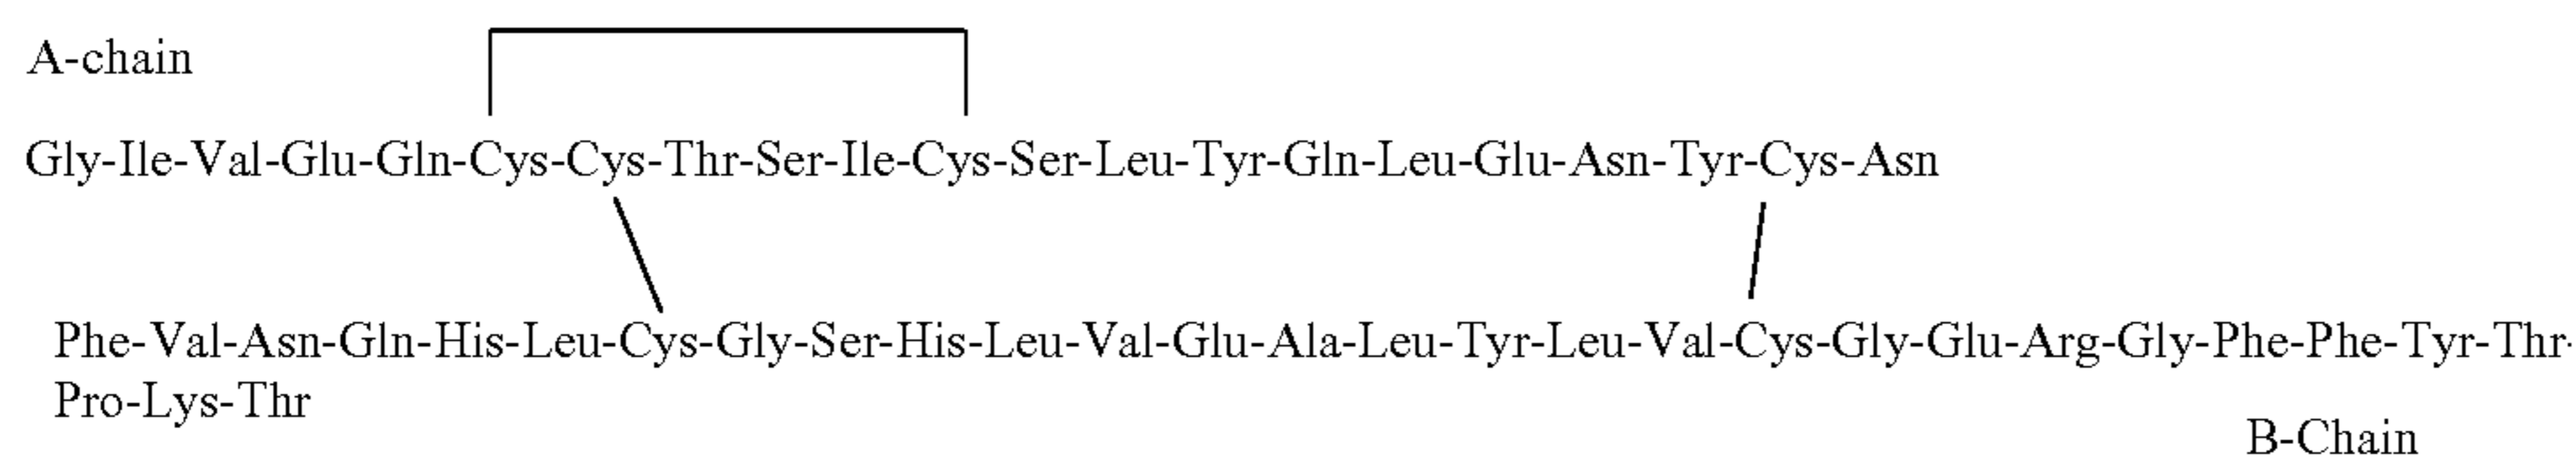 A-chain
Gly-Ile-Val-Glu-Gln-Cys-Cys-Thr-Ser-Ile-Cys-Ser-Leu-Tyr-Gln-Leu-Glu-Asn-Tyr-Cys-Asn
Phe-Val-Asn-Gln-His-Leu-Cys-Gly-Ser-His-Leu-Val-Glu-Ala-Leu-Tyr-Leu-Val-Cys-Gly-Glu-Arg-Gly-Phe-Phe-Tyr-Thr-
Pro-Lys-Thr
B-Chain